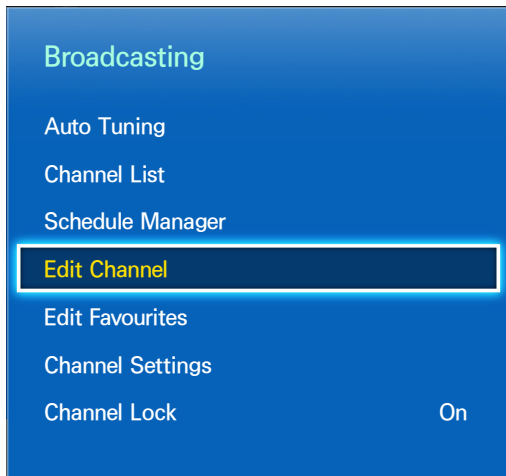 Broadcasting
Auto Tuning
Channel List
Schedule Manager
Edit Channel
Edit Favourites
Channel Settings
Channel Lock On